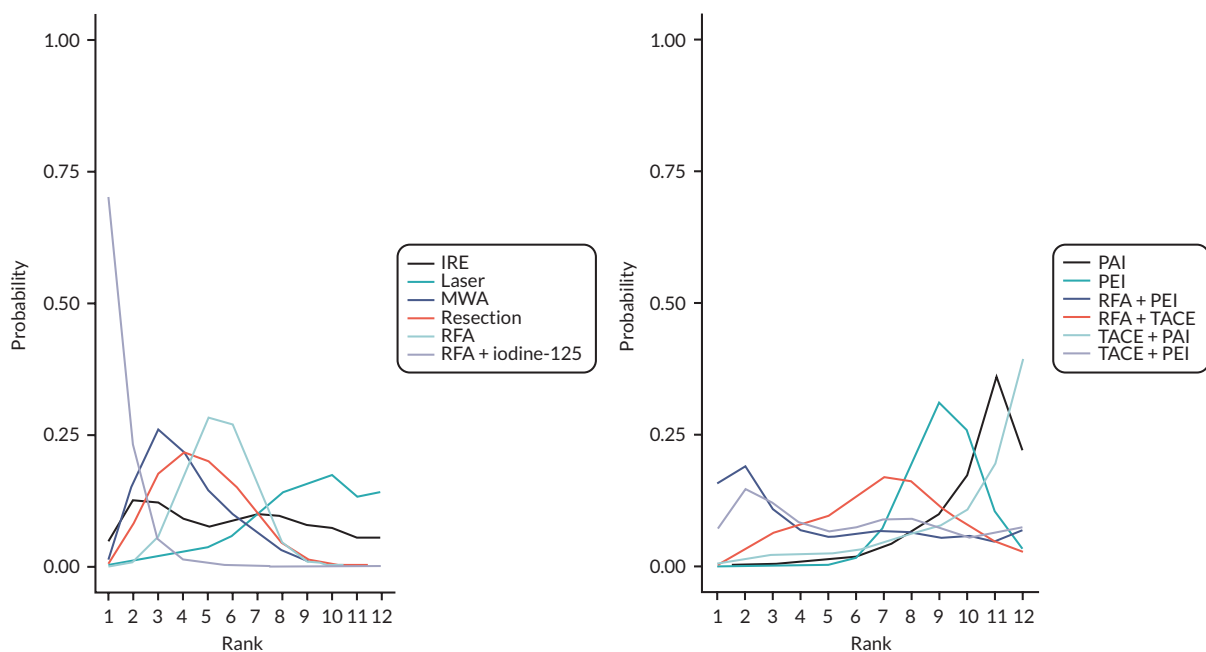 1.00
0.75
0.50
0.25
0.00
Probability
1 2 3 4 5 6 7 8 9 10 11 12
Rank
IRE
Laser
MWA
Resection
RFA
RFA + iodine-125
1.00
0.75
0.50
0.25
0.00
Probability
1 2 3 4 5 6 7 8 9 10 11 12
Rank
PAI
PEI
RFA + PEI
RFA + TACE
TACE + PAI
TACE + PEI